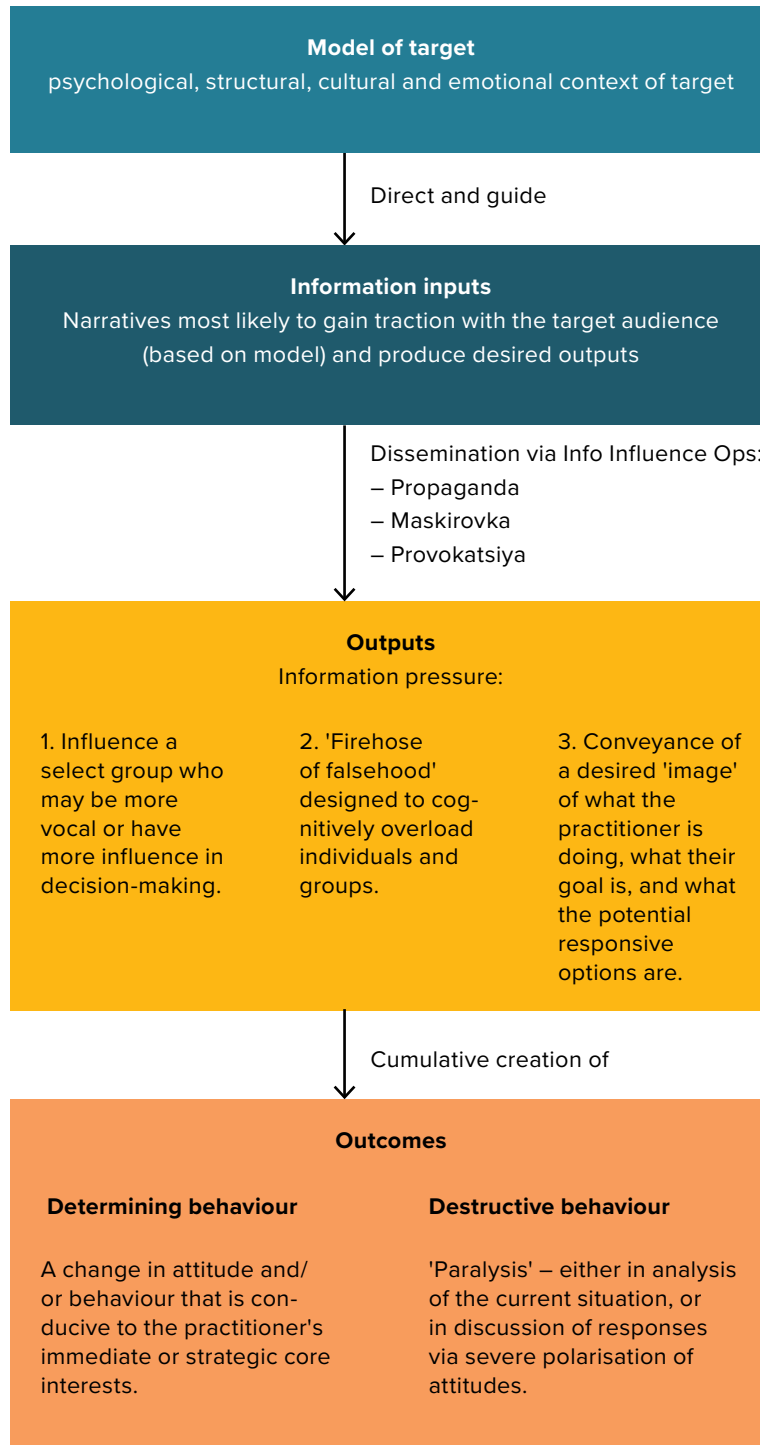 Model of target
psychological, structural, cultural and emotional context of target
Direct and guide
Information inputs
Narratives most likely to gain traction with the target audience
(based on model) and produce desired outputs
Dissemination via Info Influence Ops:
– Propaganda
– Maskirovka
– Provokatsiya
Outputs
Information pressure:
1. Influence a
select group who
may be more
vocal or have
more influence in
decision-making.
2. 'Firehose
of falsehood'
designed to cog-
nitively overload
individuals and
groups.
3. Conveyance of
a desired 'image'
of what the
practitioner is
doing, what their
goal is, and what
the potential
responsive
options are.
Cumulative creation of
Outcomes
Determining behaviour
A change in attitude and/
or behaviour that is con-
ducive to the practitioner's
immediate or strategic core
interests.
Destructive behaviour
'Paralysis' – either in analysis
of the current situation, or
in discussion of responses
via severe polarisation of
attitudes.